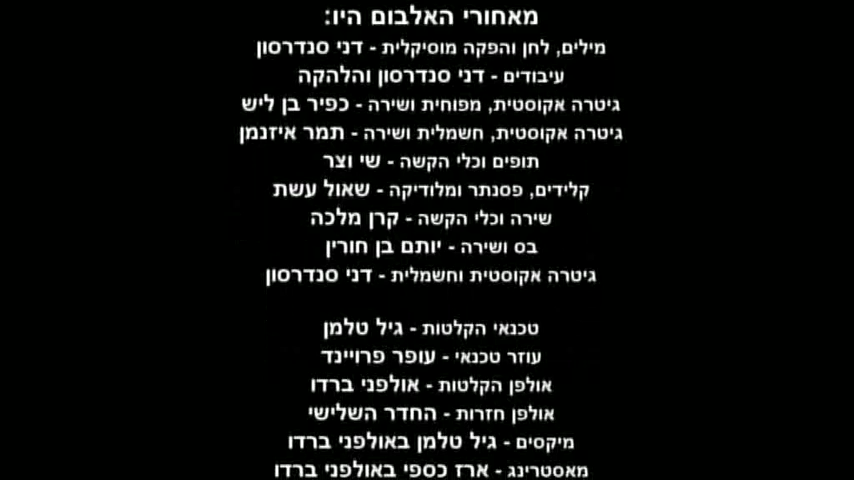 מאחורי האלבום היו:
מילים, לחן והפקה מוסיקלית - דני סנדרסון
עיבודים - דני סנדרסון והלהקה
גיטרה אקוסטית, מפוחית ושירה - כפיר בן ליש
גיטרה אקוסטית, חשמלית ושירה - תמר איזנמן
תופים וכלי הקשה - שי וצר
קלידים, פסנתר ומלודיקה - שאול עשת
שירה וכלי הקשה - קרן מלכה
בס ושירה - יותם בן חורין
גיטרה אקוסטית וחשמלית - דני סנדרסון
טכנאי הקלטות - גיל טלמן
עוזר טכנאי - עופר פרויינד
אולפן הקלטות - אולפני ברדו
אולפן חזרות - החדר השלישי
מיקסים - גיל טלמן באולפני ברדו
מאסטרינג - ארז כספי באולפני ברדו